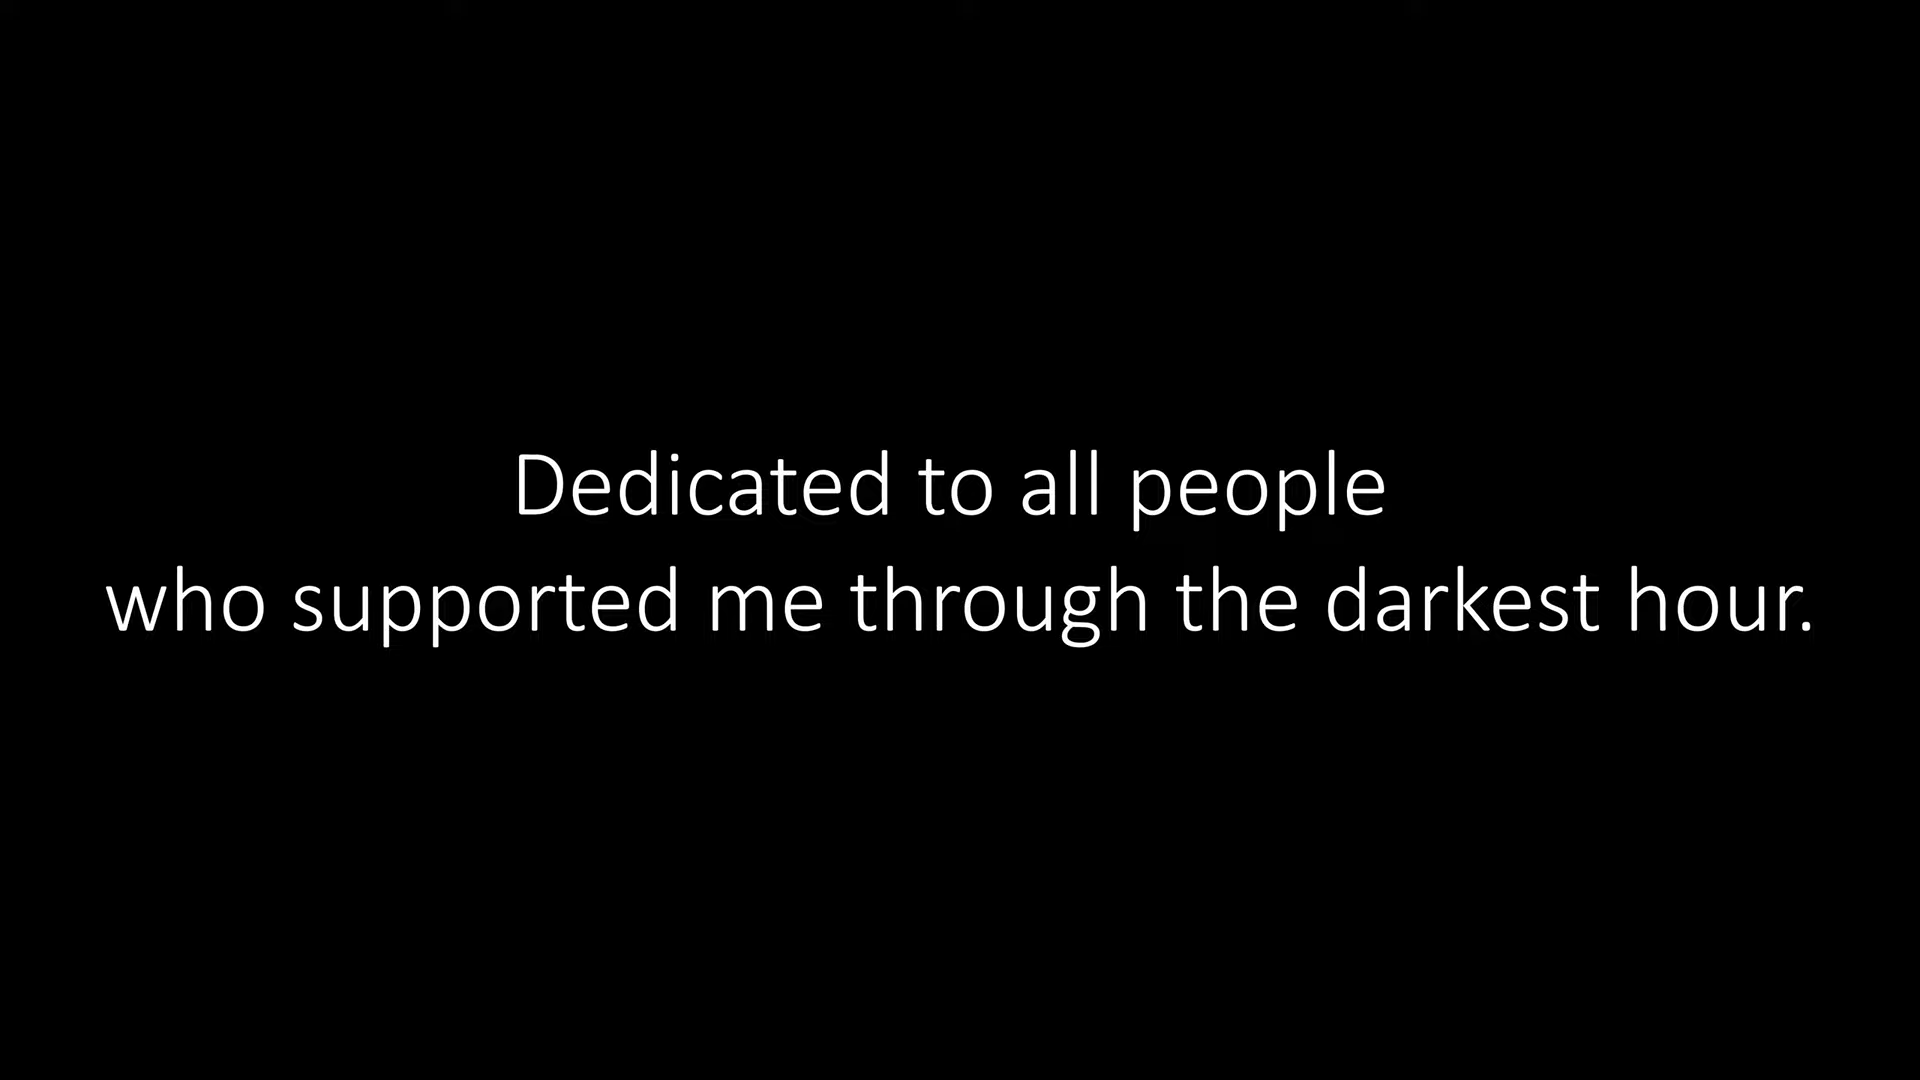 Dedicated to all people
who supported me through the darkest hour.